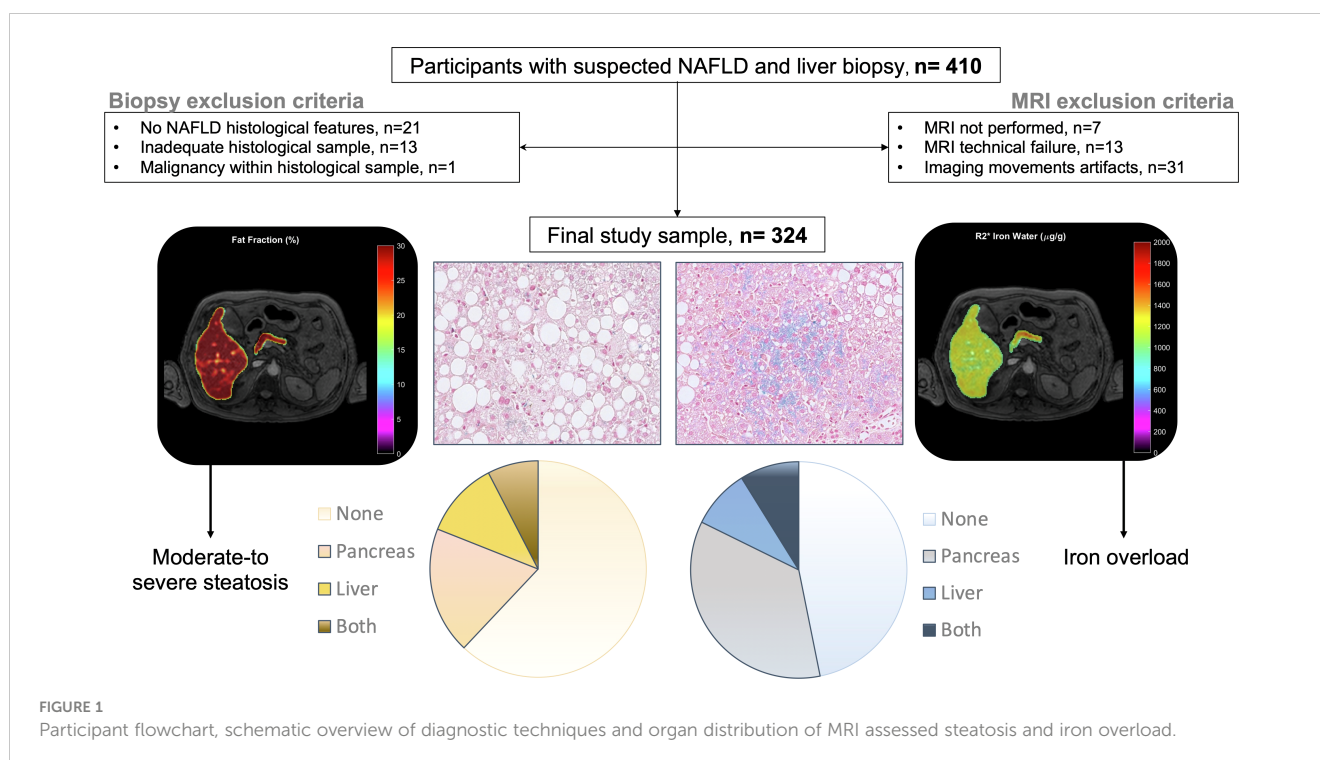 Participants with suspected NAFLD and liver biopsy, n= 410
Biopsy exclusion criteria
• No NAFLD histological features, n=21
• Inadequate histological sample, n=13
• Malignancy within histological sample, n=1
MRI exclusion criteria
• MRI not performed, n=7
• MRI technical failure, n=13
• Imaging movements artifacts, n=31
Final study sample, n= 324
Fat Fraction (%)
30
25
20
15
10
5
0
R2* Iron Water (μg/g)
2000
1800
1600
1400
1200
1000
800
600
400
200
0
Moderate-to
severe steatosis
None
Pancreas
Liver
Both
None
Pancreas
Liver
Both
Iron overload
FIGURE 1
Participant flowchart, schematic overview of diagnostic techniques and organ distribution of MRI assessed steatosis and iron overload.